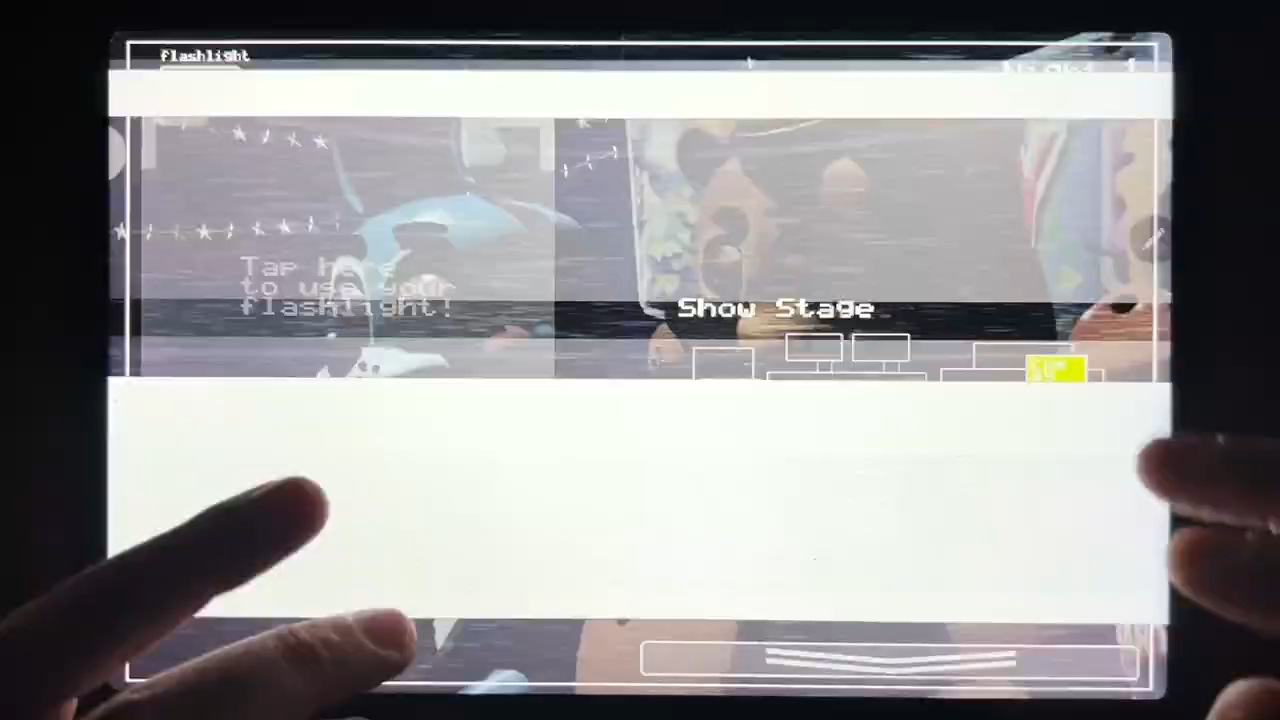 flashlight
Tap here
to use your
flashlight!
Show Stage